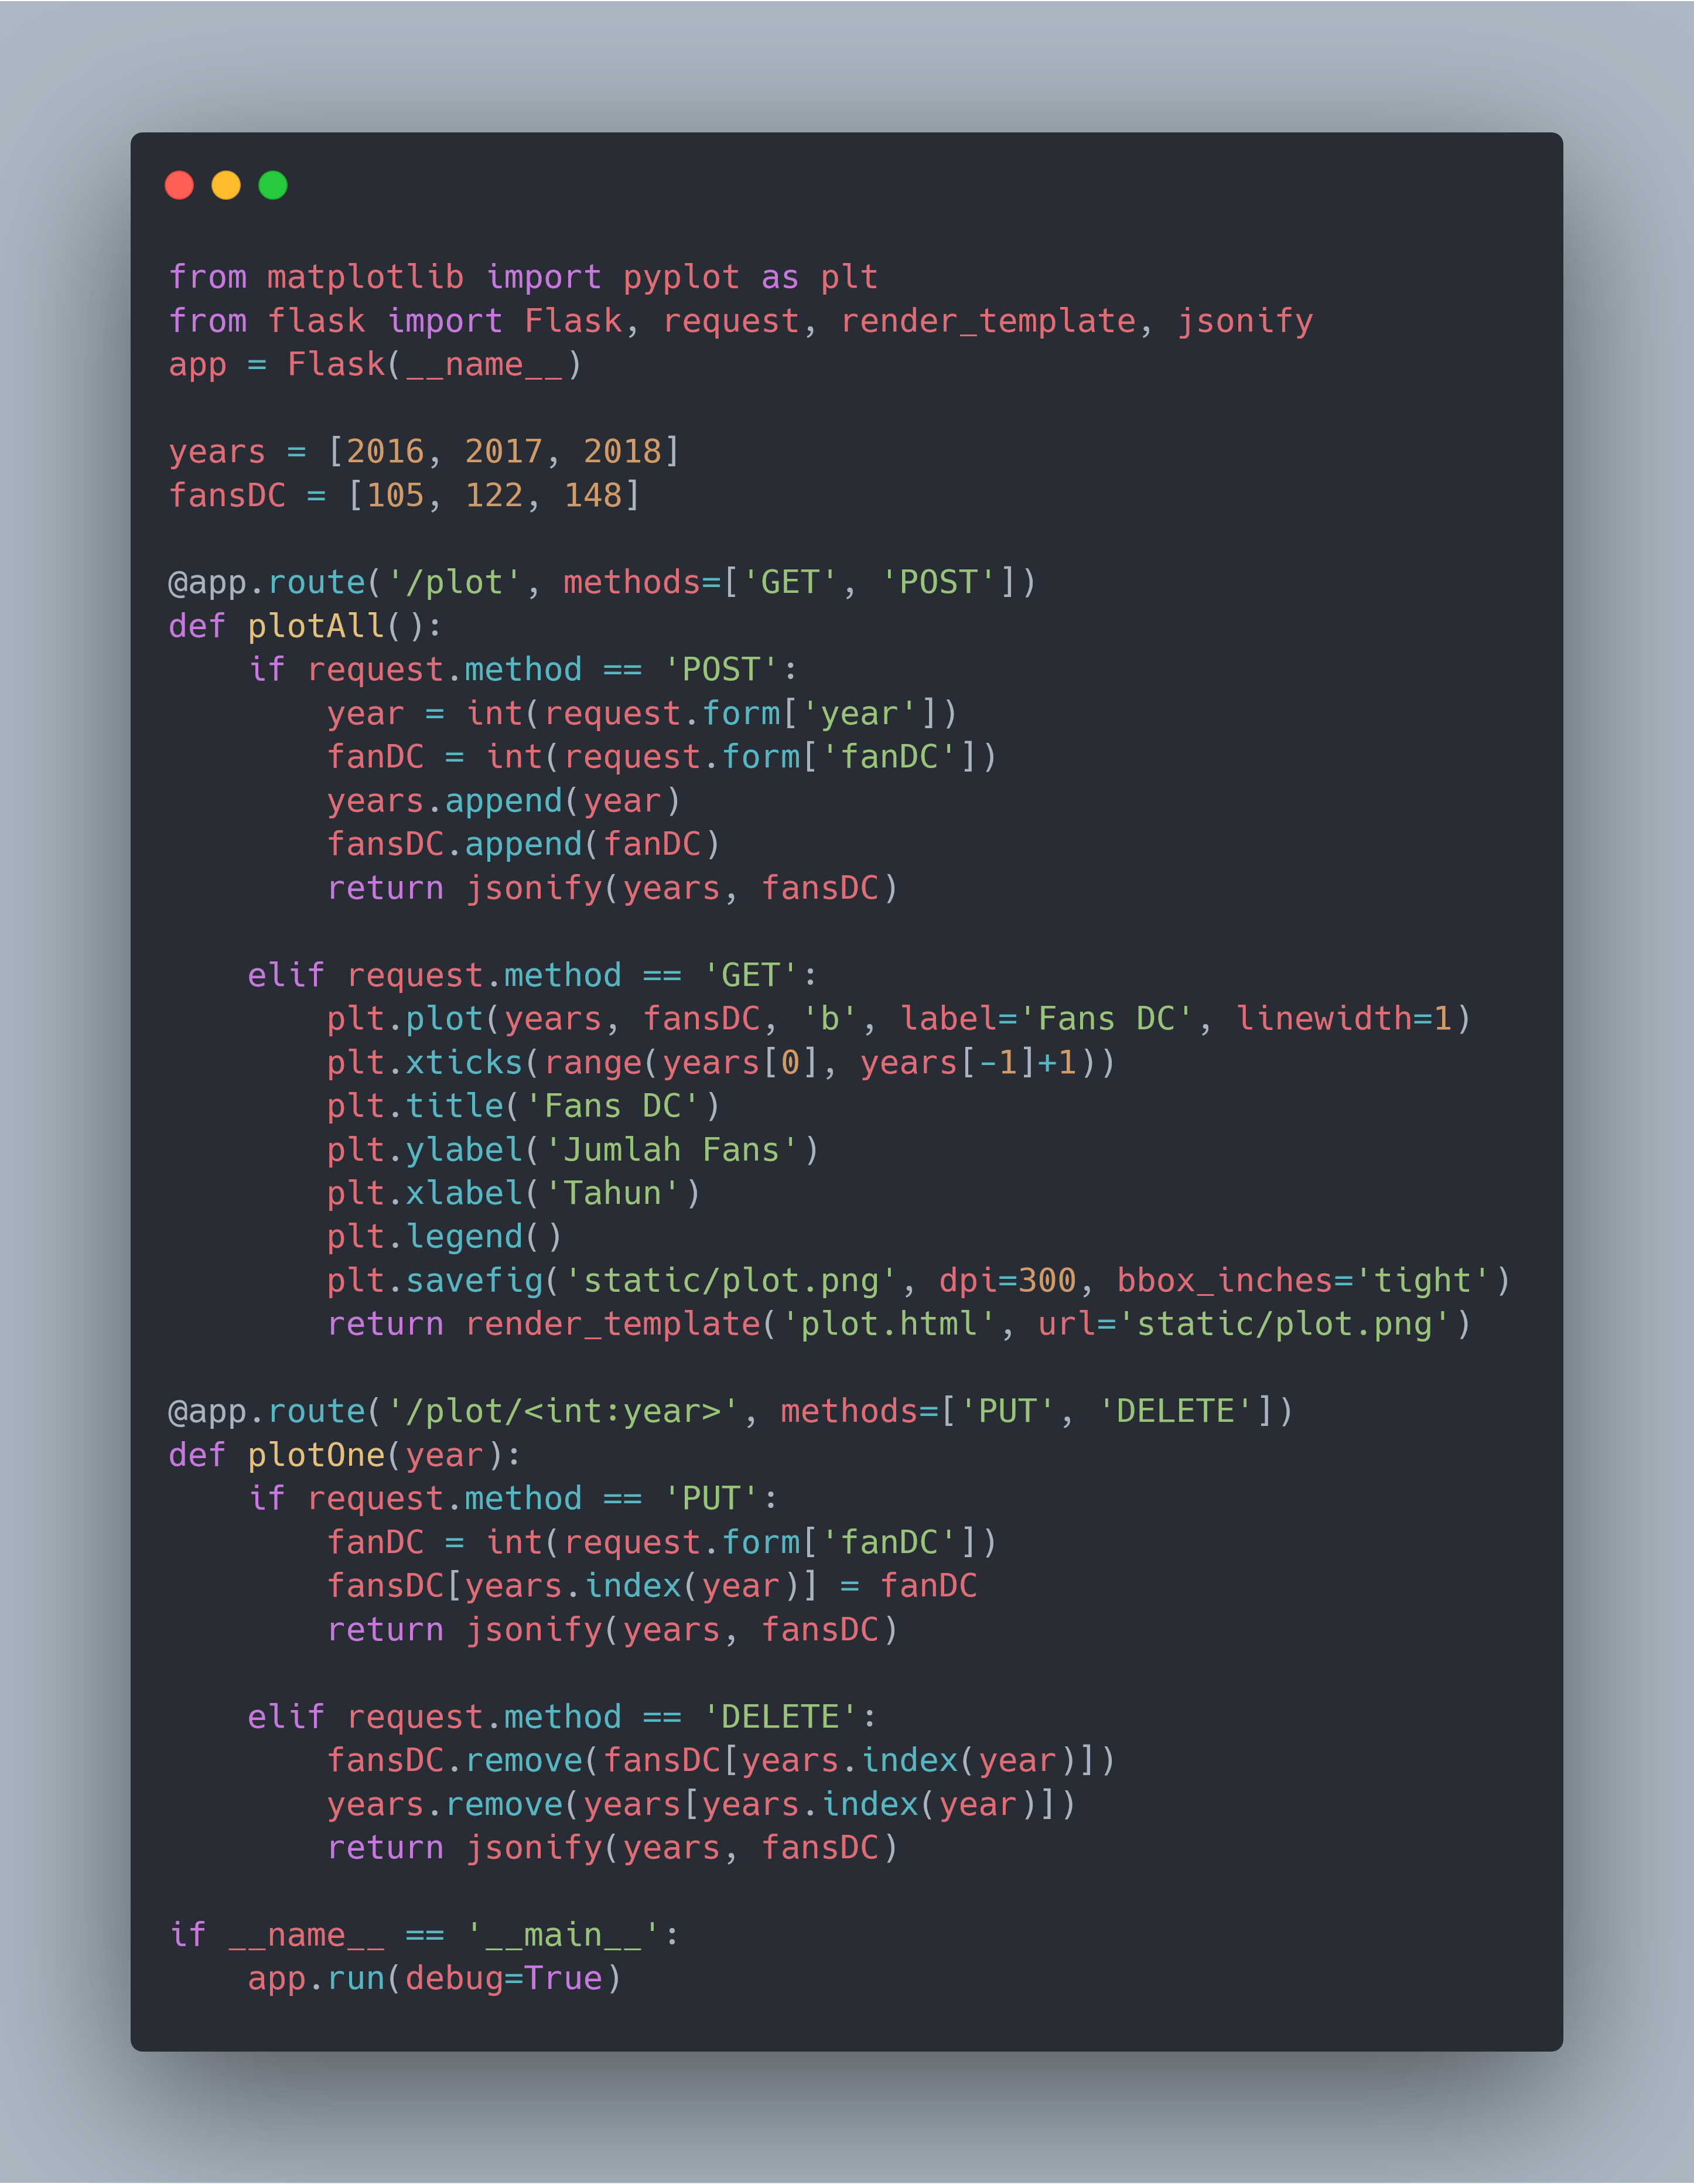 from matplotlib import pyplot as plt
from flask import Flask, request, render_template, jsonify
app = Flask(__name__)

years = [2016, 2017, 2018]
fansDC = [105, 122, 148]

@app.route('/plot', methods=['GET', 'POST'])
def plotAll():
    if request.method == 'POST':
        year = int(request.form['year'])
        fanDC = int(request.form['fanDC'])
        years.append(year)
        fansDC.append(fanDC)
        return jsonify(years, fansDC)

    elif request.method == 'GET':
        plt.plot(years, fansDC, 'b', label='Fans DC', linewidth=1)
        plt.xticks(range(years[0], years[-1]+1))
        plt.title('Fans DC')
        plt.ylabel('Jumlah Fans')
        plt.xlabel('Tahun')
        plt.legend()
        plt.savefig('static/plot.png', dpi=300, bbox_inches='tight')
        return render_template('plot.html', url='static/plot.png')

@app.route('/plot/<int:year>', methods=['PUT', 'DELETE'])
def plotOne(year):
    if request.method == 'PUT':
        fanDC = int(request.form['fanDC'])
        fansDC[years.index(year)] = fanDC
        return jsonify(years, fansDC)

    elif request.method == 'DELETE':
        fansDC.remove(fansDC[years.index(year)])
        years.remove(years[years.index(year)])
        return jsonify(years, fansDC)

if __name__ == '__main__':
    app.run(debug=True)